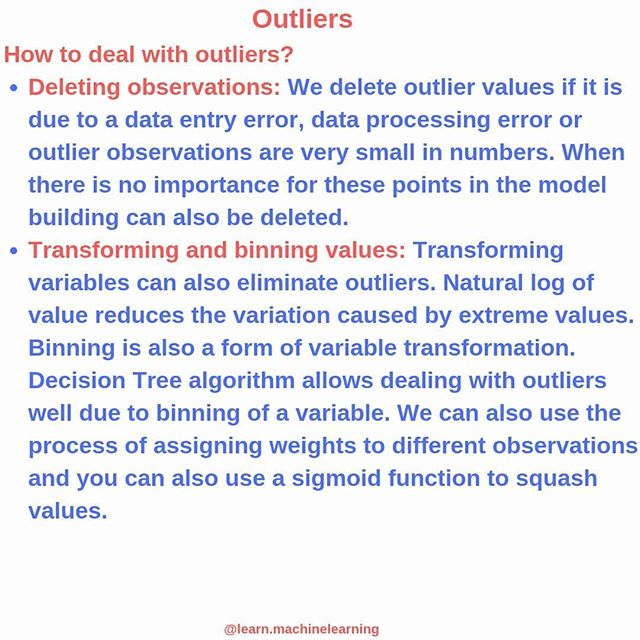 Outliers
How to deal with outliers?
• Deleting observations: We delete outlier values if it is
due to a data entry error, data processing error or
outlier observations are very small in numbers. When
there is no importance for these points in the model
building can also be deleted.
• Transforming and binning values: Transforming
variables can also eliminate outliers. Natural log of
value reduces the variation caused by extreme values.
Binning is also a form of variable transformation.
Decision Tree algorithm allows dealing with outliers
well due to binning of a variable. We can also use the
process of assigning weights to different observations
and you can also use a sigmoid function to squash
values.
@learn.machinelearning